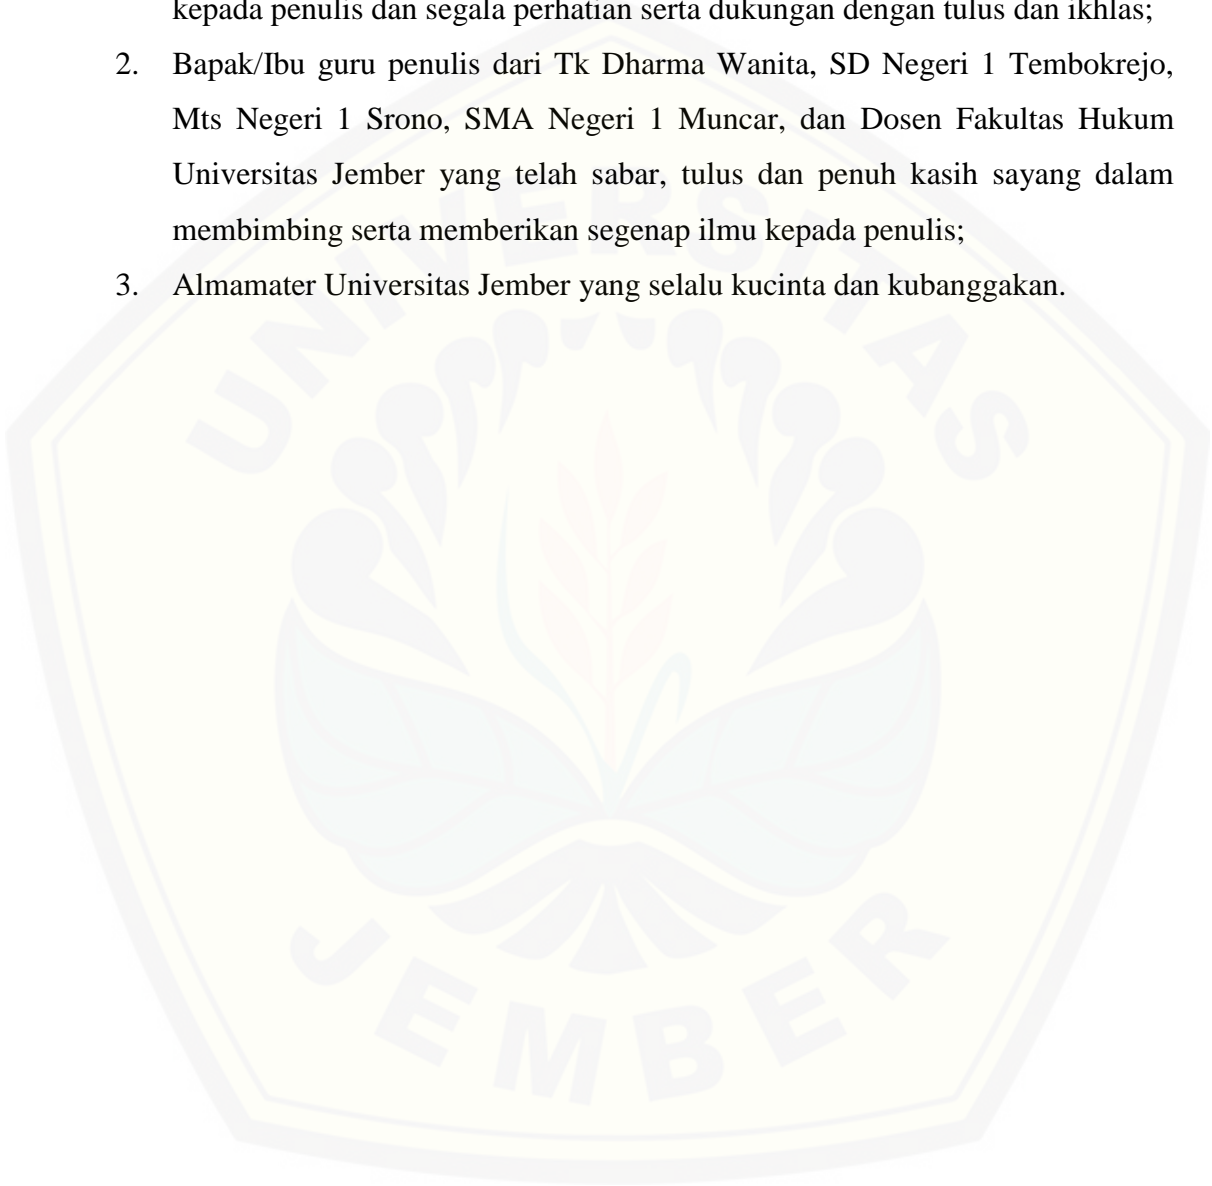 kepada penulis dan segala perhatian serta dukungan dengan tulus dan ikhlas;
2. Bapak/Ibu guru penulis dari Tk Dharma Wanita, SD Negeri 1 Tembokrejo,
Mts Negeri 1 Srono, SMA Negeri 1 Muncar, dan Dosen Fakultas Hukum
Universitas Jember yang telah sabar, tulus dan penuh kasih sayang dalam
membimbing serta memberikan segenap ilmu kepada penulis;
3. Almamater Universitas Jember yang selalu kucinta dan kubanggakan.
UNIVERSITAS
JEMBER